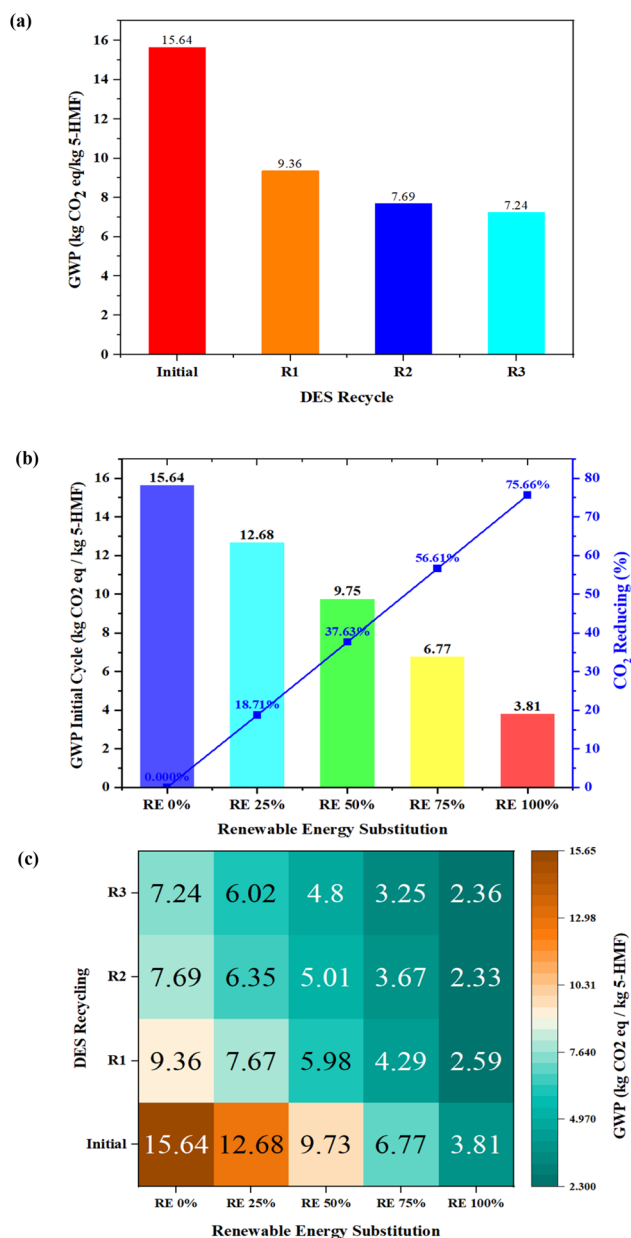 (a)
GWP (kg CO2 eq/kg 5-HMF)
16
14
12
10
8
6
4
2
0
15.64
9.36
7.69
7.24
Initial
R1
R2
R3
DES Recycle
(b)
GWP Initial Cycle (kg CO2 eq / kg 5-HMF)
16
14
12
10
8
6
4
2
0
15.64
12.68
9.75
6.77
3.81
0.000%
18.71%
37.63%
56.61%
75.66%
80
70
60
50
40
30
20
10
0
CO2 Reducing (%)
RE 0%
RE 25%
RE 50%
RE 75%
RE 100%
Renewable Energy Substitution
(c)
DES Recycling
R3
7.24 6.02 4.8 3.25 2.36
R2
7.69 6.35 5.01 3.67 2.33
R1
9.36 7.67 5.98 4.29 2.59
Initial
15.64 12.68 9.73 6.77 3.81
RE 0%
RE 25%
RE 50%
RE 75%
RE 100%
Renewable Energy Substitution
15.65
12.98
10.31
7.640
4.970
2.300
GWP (kg CO2 eq / kg 5-HMF)